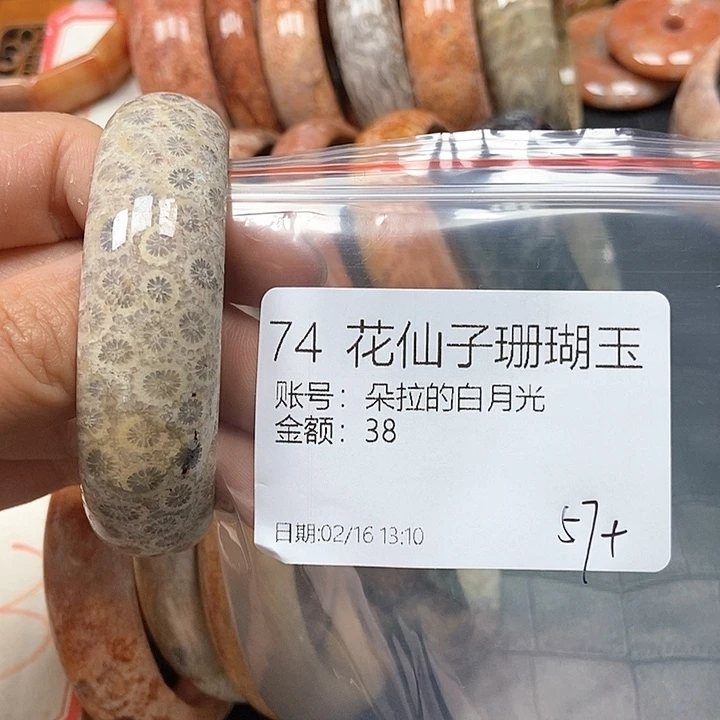 74 花仙子珊瑚玉
账号：朵拉的白月光
金额：38
日期:02/16 13:10
57+